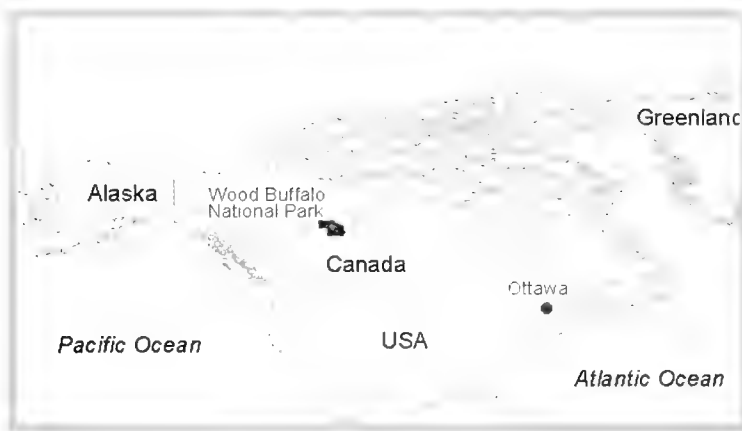 Greenland
Alaska
Wood Buffalo
National Park
Canada
Ottawa
Pacific Ocean
USA
Atlantic Ocean